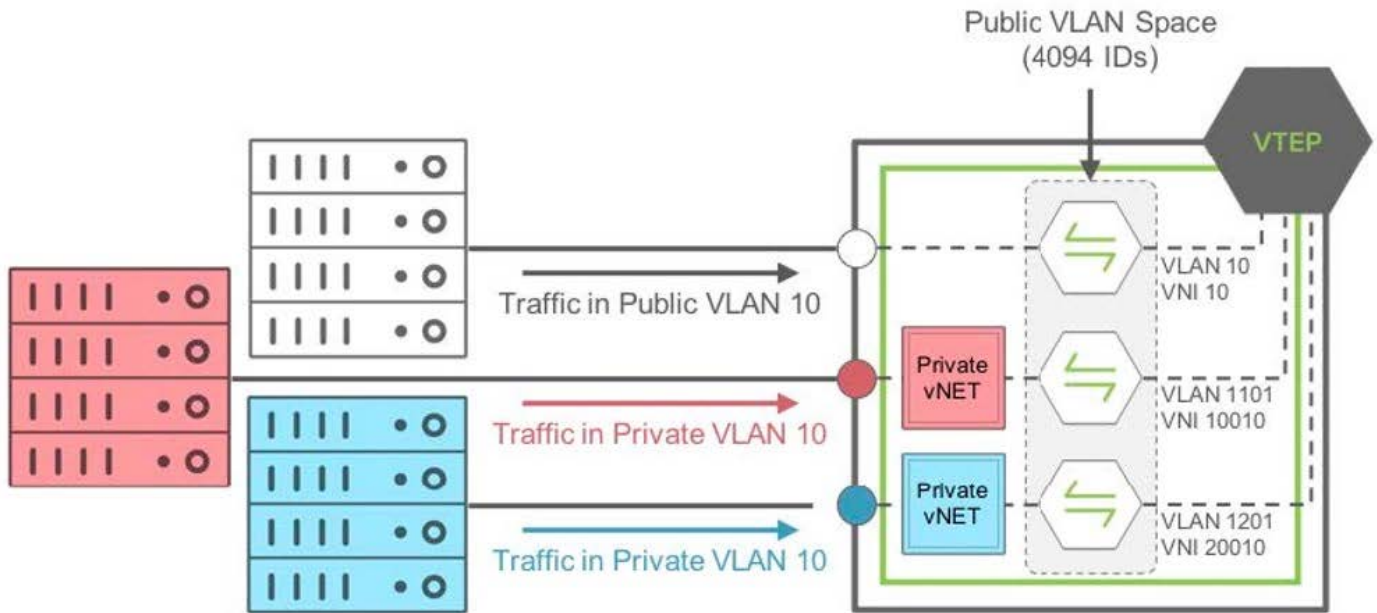 Public VLAN Space
(4094 IDs)
VTEP
Traffic in Public VLAN 10
VLAN 10
VNI 10
Private
vNET
Traffic in Private VLAN 10
VLAN 1101
VNI 10010
Private
vNET
Traffic in Private VLAN 10
VLAN 1201
VNI 20010